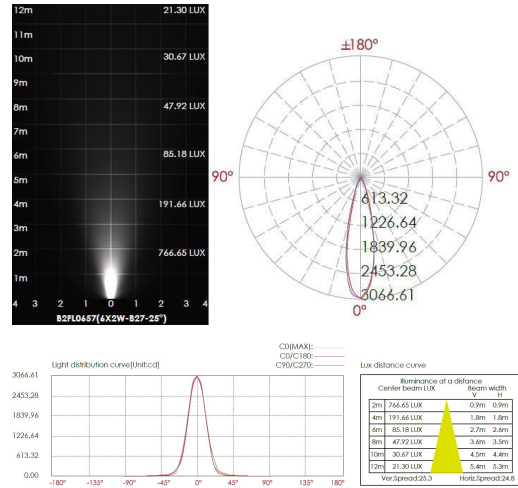 12m 21.30 LUX
11m
10m 30.67 LUX
9m
8m 47.92 LUX
7m
6m 85.18 LUX
5m
4m 191.66 LUX
3m
2m 766.65 LUX
1m
4 3 2 1 0 1 2 3 4
B2FL0657(6X2W-B27-25°)
±180°
90° 90°
613.32
1226.64
1839.96
2453.28
3066.61
0°
C0(MAX):
C0/C180:
C90/C270:
Light distribution curve(Unit:cd)
3066.61
2453.28
1839.96
1226.64
613.32
0.00
-180° -135° -90° -45° 0° 45° 90° 135° 180°
Lux distance curve
Illuminance at a distance
Center beam LUX Beam width
V H
2m 766.65 LUX 0.9m 0.9m
4m 191.66 LUX 1.8m 1.8m
6m 85.18 LUX 2.7m 2.6m
8m 47.92 LUX 3.6m 3.5m
10m 30.67 LUX 4.5m 4.4m
12m 21.30 LUX 5.4m 5.3m
Ver.Spread:25.3 Horiz.Spread:24.8